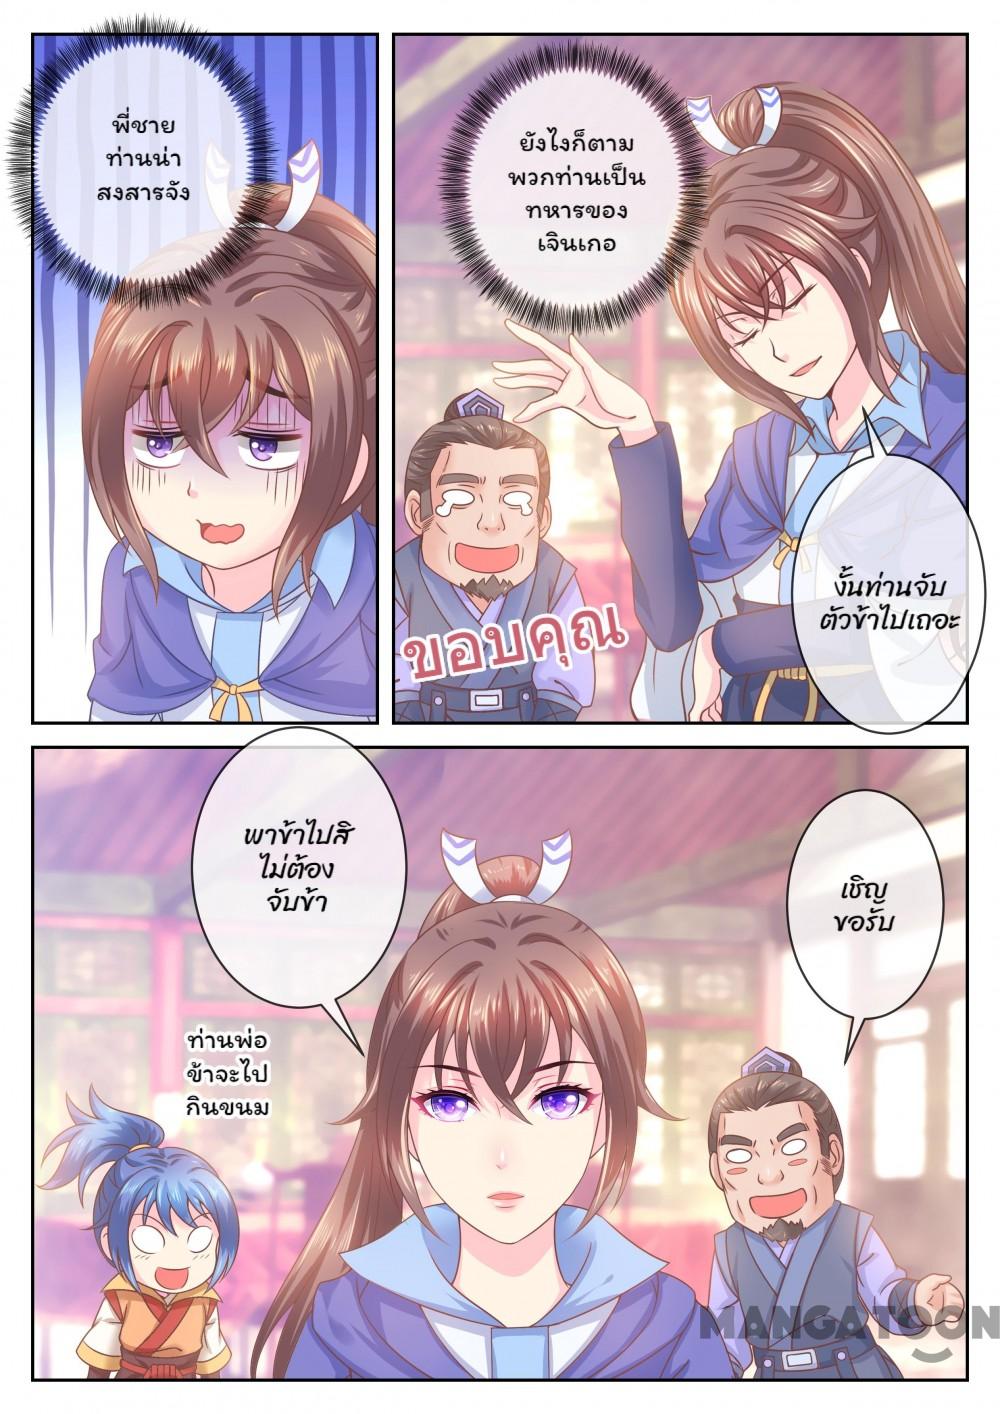 พี่ชาย
ท่านน่า
สงสารจัง
ยังไงก็ตาม
พวกท่านเป็น
ทหารของ
เจินเกอ
งั้นท่านจับ
ตัวข้าไปเถอะ
ขอบคุณ
พาข้าไปสิ
ไม่ต้อง
จับข้า
เชิญ
ขอรับ
ท่านพ่อ
ข้าจะไป
กินขนม
MANGATOON